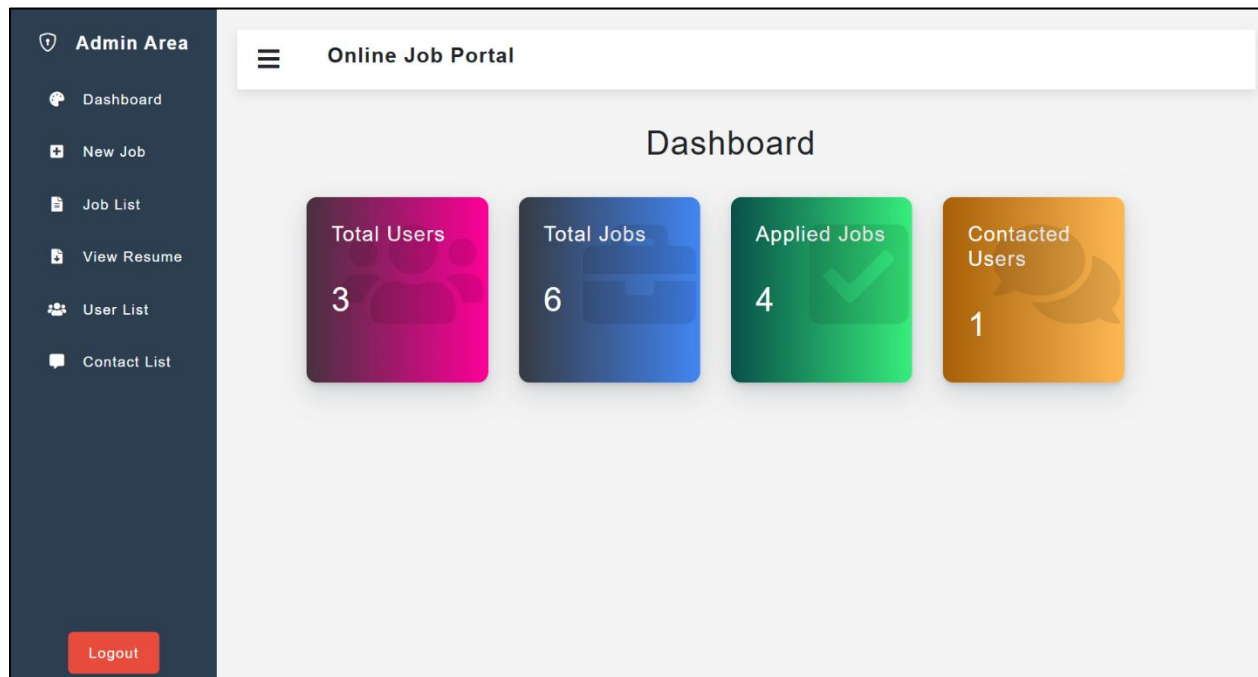 Admin Area
Dashboard
New Job
Job List
View Resume
User List
Contact List
Logout
Online Job Portal
Dashboard
Total Users
3
Total Jobs
6
Applied Jobs
4
Contacted
Users
1